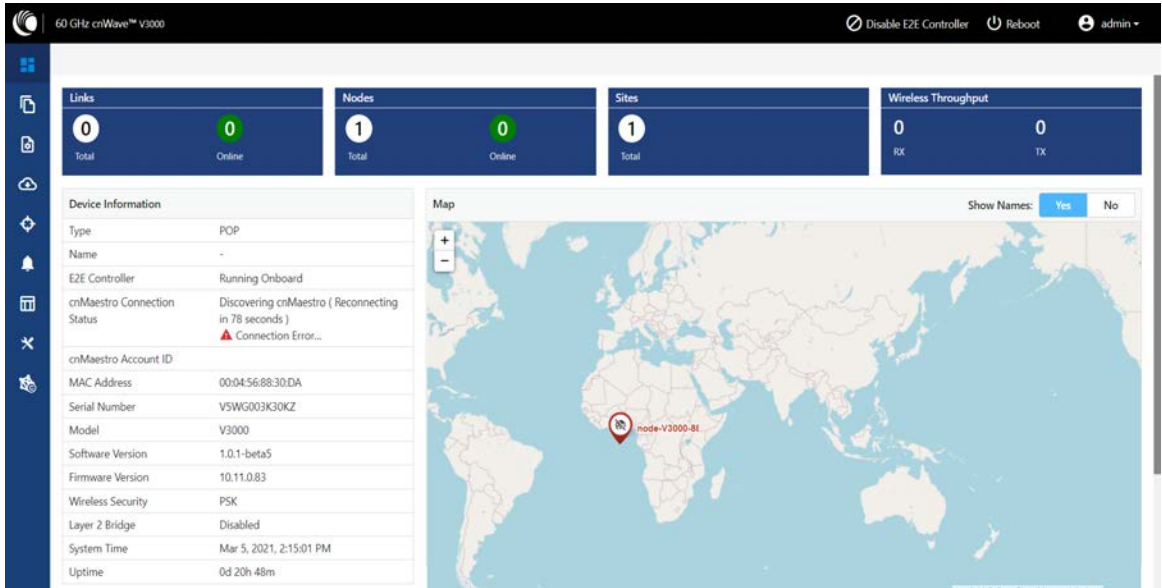 60 GHz cnWave™ V3000
Disable E2E Controller
Reboot
admin
Links
0
Total
0
Online
Nodes
1
Total
0
Online
Sites
1
Total
Wireless Throughput
0
RX
0
TX
Device Information
Type POP
Name -
E2E Controller Running Onboard
cnMaestro Connection Status
Discovering cnMaestro ( Reconnecting
in 78 seconds )
Connection Error...
cnMaestro Account ID
MAC Address 00:04:56:88:30:DA
Serial Number V5WG003K30KZ
Model V3000
Software Version 1.0.1-beta5
Firmware Version 10.11.0.83
Wireless Security PSK
Layer 2 Bridge Disabled
System Time Mar 5, 2021, 2:15:01 PM
Uptime 0d 20h 48m
Map
Show Names: Yes No
+
−
node-V3000-8